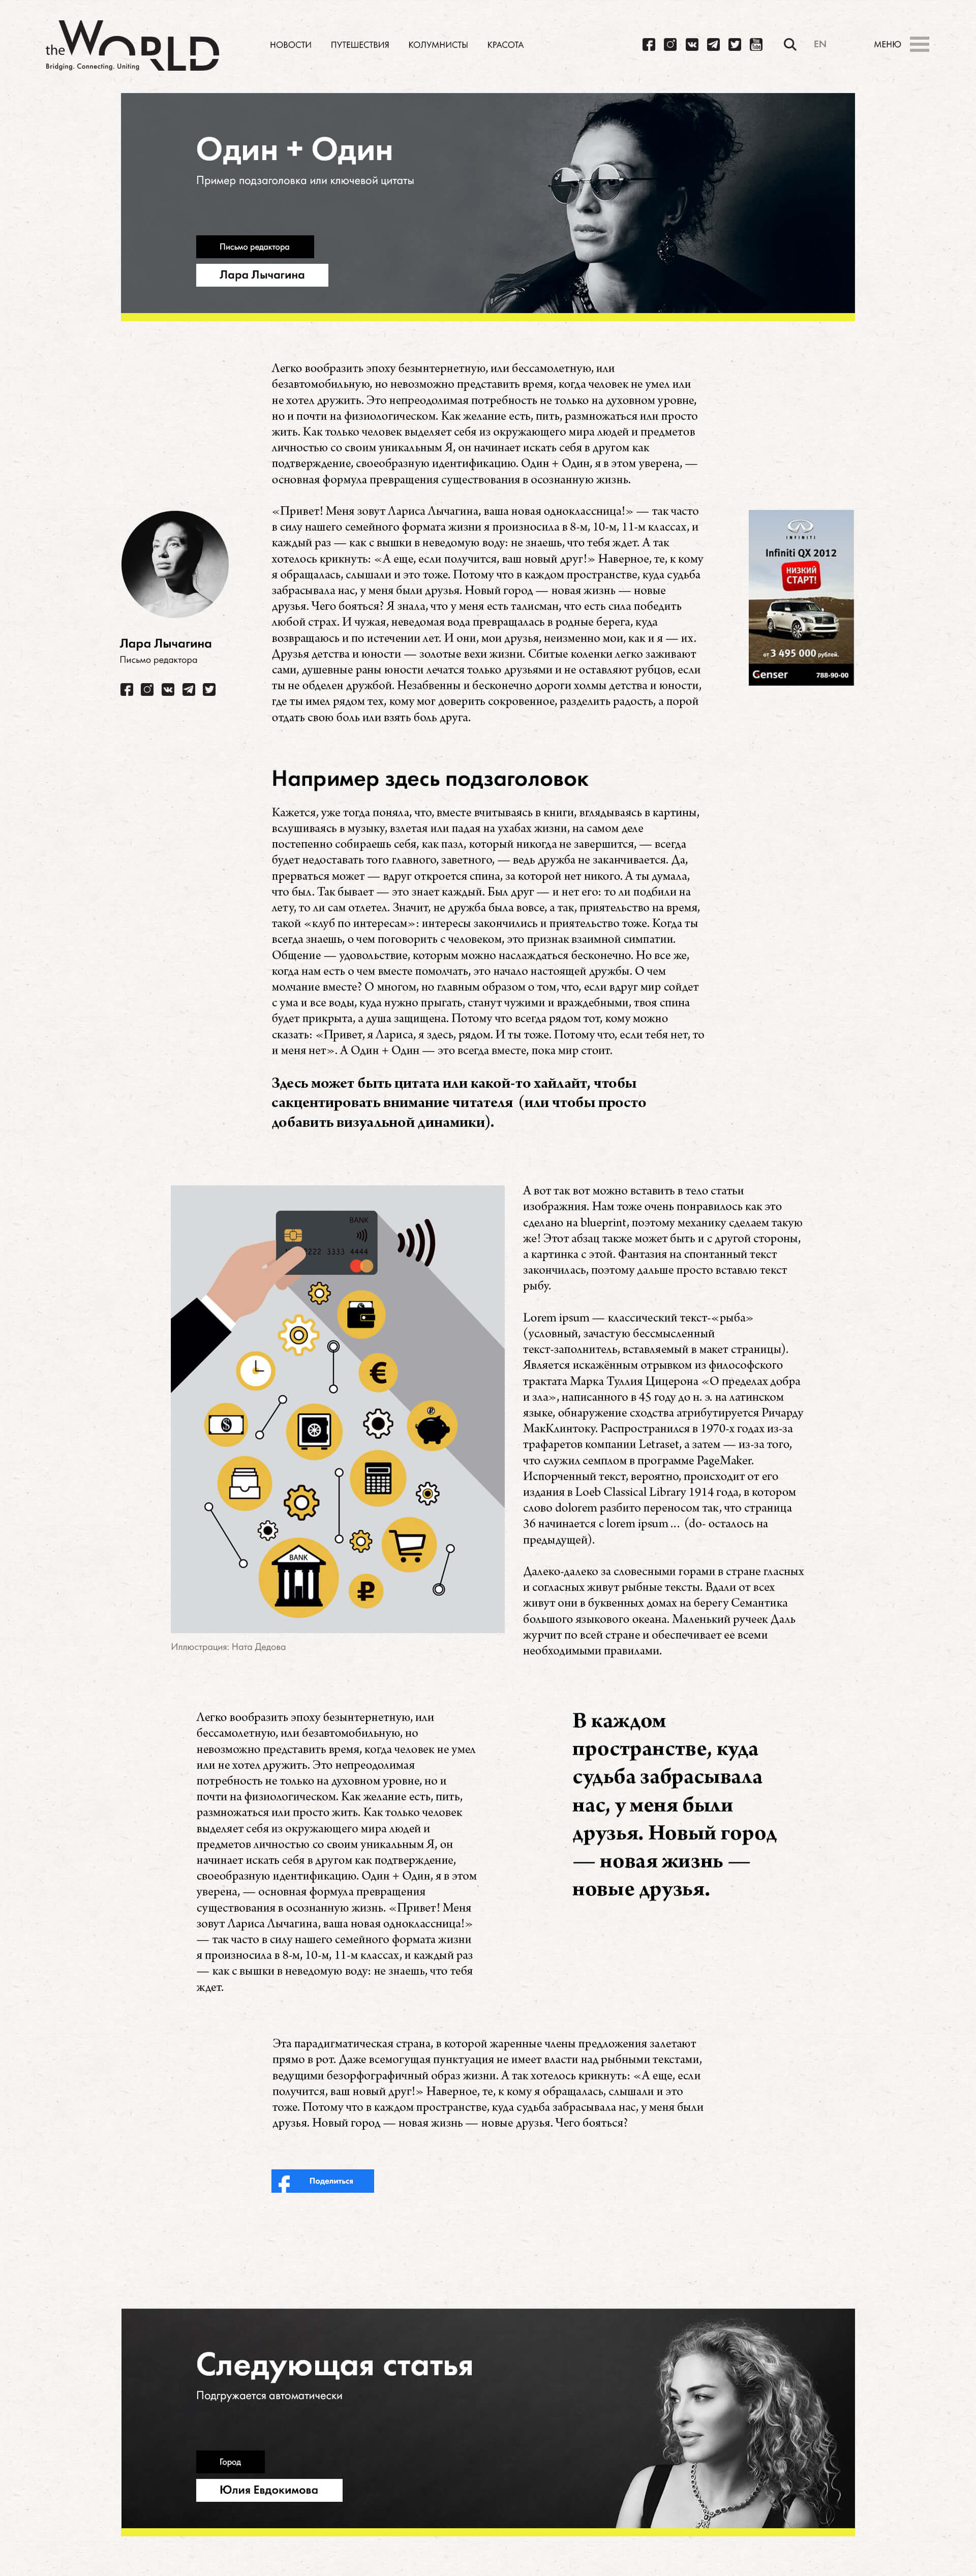 theWORLD
Bridging. Connecting. Uniting
НОВОСТИ
ПУТЕШЕСТВИЯ
КОЛУМНИСТЫ
КРАСОТА
EN
МЕНЮ
Один + Один
Пример подзаголовка или ключевой цитаты
Письмо редактора
Лара Лычагина
Легко вообразить эпоху безынтернетную, или бессамолетную, или
безавтомобильную, но невозможно представить время, когда человек не умел или
не хотел дружить. Это непреодолимая потребность не только на духовном уровне,
но и почти на физиологическом. Как желание есть, пить, размножаться или просто
жить. Как только человек выделяет себя из окружающего мира людей и предметов
личностью со своим уникальным Я, он начинает искать себя в другом как
подтверждение, своеобразную идентификацию. Один + Один, я в этом уверена, —
основная формула превращения существования в осознанную жизнь.
«Привет! Меня зовут Лариса Лычагина, ваша новая одноклассница!» — так часто
в силу нашего семейного формата жизни я произносила в 8-м, 10-м, 11-м классах, и
каждый раз — как с вышки в неведомую воду: не знаешь, что тебя ждет. А так
хотелось крикнуть: «А еще, если получится, ваш новый друг!» Наверное, те, к кому
я обращалась, слышали и это тоже. Потому что в каждом пространстве, куда судьба
забрасывала нас, у меня были друзья. Новый город — новая жизнь — новые
друзья. Чего бояться? Я знала, что у меня есть талисман, что есть сила победить
любой страх. И чужая, неведомая вода превращалась в родные берега, куда
возвращаюсь и по истечении лет. И они, мои друзья, неизменно мои, как и я — их.
Друзья детства и юности — золотые вехи жизни. Сбитые коленки легко заживают
сами, душевные раны юности лечатся только друзьями и не оставляют рубцов, если
ты не обделен дружбой. Незабвенны и бесконечно дороги холмы детства и юности,
где ты имел рядом тех, кому мог доверить сокровенное, разделить радость, а порой
отдать свою боль или взять боль друга.
Лара Лычагина
Письмо редактора
INFINITI
Infiniti QX 2012
НИЗКИЙ
СТАРТ!
от 3 495 000 рублей.
Genser
788-90-00
Например здесь подзаголовок
Кажется, уже тогда поняла, что, вместе вчитываясь в книги, вглядываясь в картины,
вслушиваясь в музыку, взлетая или падая на ухабах жизни, на самом деле
постепенно собираешь себя, как пазл, который никогда не завершится, — всегда
будет недоставать того главного, заветного, — ведь дружба не заканчивается. Да,
прерваться может — вдруг откроется спина, за которой нет никого. А ты думала,
что был. Так бывает — это знает каждый. Был друг — и нет его: то ли подбили на
лету, то ли сам отлетел. Значит, не дружба была вовсе, а так, приятельство на время,
такой «клуб по интересам»: интересы закончились и приятельство тоже. Когда ты
всегда знаешь, о чем поговорить с человеком, это признак взаимной симпатии.
Общение — удовольствие, которым можно наслаждаться бесконечно. Но все же,
когда нам есть о чем вместе помолчать, это начало настоящей дружбы. О чем
молчание вместе? О многом, но главным образом о том, что, если вдруг мир сойдет
с ума и все воды, куда нужно прыгать, станут чужими и враждебными, твоя спина
будет прикрыта, а душа защищена. Потому что всегда рядом тот, кому можно
сказать: «Привет, я Лариса, я здесь, рядом. И ты тоже. Потому что, если тебя нет, то
и меня нет». А Один + Один — это всегда вместе, пока мир стоит.
Здесь может быть цитата или какой-то хайлайт, чтобы
сакцентировать внимание читателя (или чтобы просто
добавить визуальной динамики).
BANK
2222 3333 4444
BANK
Иллюстрация: Ната Дедова
А вот так вот можно вставить в тело статьи
изображния. Нам тоже очень понравилось как это
сделано на blueprint, поэтому механику сделаем такую
же! Этот абзац также может быть и с другой стороны,
а картинка с этой. Фантазия на спонтанный текст
закончилась, поэтому дальше просто вставлю текст
рыбу.
Lorem ipsum — классический текст-«рыба»
(условный, зачастую бессмысленный
текст-заполнитель, вставляемый в макет страницы).
Является искажённым отрывком из философского
трактата Марка Туллия Цицерона «О пределах добра
и зла», написанного в 45 году до н. э. на латинском
языке, обнаружение сходства атрибутируется Ричарду
МакКлинтоку. Распространился в 1970-х годах из-за
трафаретов компании Letraset, а затем — из-за того,
что служил семплом в программе PageMaker.
Испорченный текст, вероятно, происходит от его
издания в Loeb Classical Library 1914 года, в котором
слово dolorem разбито переносом так, что страница
36 начинается с lorem ipsum... (do- осталось на
предыдущей).
Далеко-далеко за словесными горами в стране гласных
и согласных живут рыбные тексты. Вдали от всех
живут они в буквенных домах на берегу Семантика
большого языкового океана. Маленький ручеек Даль
журчит по всей стране и обеспечивает ее всеми
необходимыми правилами.
Легко вообразить эпоху безынтернетную, или
бессамолетную, или безавтомобильную, но
невозможно представить время, когда человек не умел
или не хотел дружить. Это непреодолимая
потребность не только на духовном уровне, но и
почти на физиологическом. Как желание есть, пить,
размножаться или просто жить. Как только человек
выделяет себя из окружающего мира людей и
предметов личностью со своим уникальным Я, он
начинает искать себя в другом как подтверждение,
своеобразную идентификацию. Один + Один, я в этом
уверена, — основная формула превращения
существования в осознанную жизнь. «Привет! Меня
зовут Лариса Лычагина, ваша новая одноклассница!»
— так часто в силу нашего семейного формата жизни
я произносила в 8-м, 10-м, 11-м классах, и каждый раз
— как с вышки в неведомую воду: не знаешь, что тебя
ждет.
В каждом
пространстве, куда
судьба забрасывала
нас, у меня были
друзья. Новый город
— новая жизнь —
новые друзья.
Эта парадигматическая страна, в которой жаренные члены предложения залетают
прямо в рот. Даже всемогущая пунктуация не имеет власти над рыбными текстами,
ведущими безорфографичный образ жизни. А так хотелось крикнуть: «А еще, если
получится, ваш новый друг!» Наверное, те, к кому я обращалась, слышали и это
тоже. Потому что в каждом пространстве, куда судьба забрасывала нас, у меня были
друзья. Новый город — новая жизнь — новые друзья. Чего бояться?
Поделиться
Следующая статья
Подгружается автоматически
Город
Юлия Евдокимова